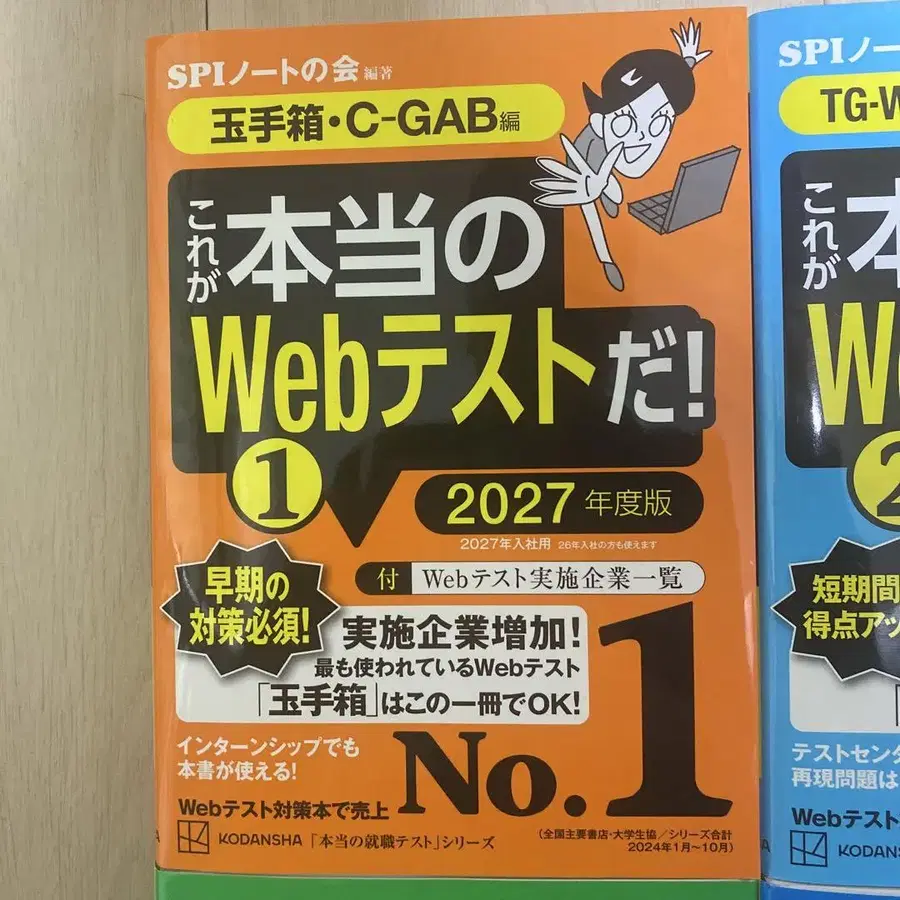 SPIノートの会 編著
玉手箱・C-GAB編
これが
本当の
Webテストだ!
1
2027年度版
2027年入社用 26年入社の方も使えます
付 Webテスト実施企業一覧
早期の
対策必須!
実施企業増加!
最も使われているWebテスト
「玉手箱」はこの一冊でOK!
インターンシップでも
本書が使える!
Webテスト対策本で売上
No.1
KODANSHA 「本当の就職テスト」シリーズ
(全国主要書店・大学生協/シリーズ合計
2024年1月~10月)
SPIノー
TG-W
これが
本
We
2
短期間
得点アッ
テストセンタ
再現問題は
Webテスト
KODAN